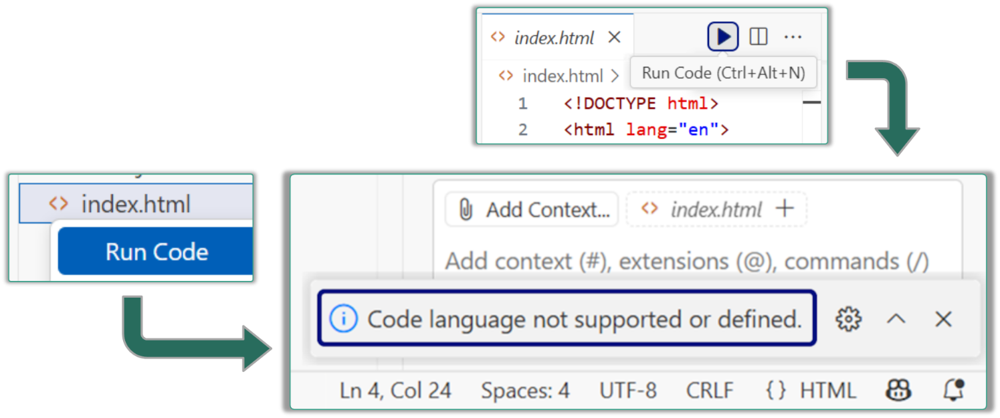 index.html
Run Code (Ctrl+Alt+N)
index.html >
1 <!DOCTYPE html>
2 <html lang="en">
index.html
Run Code
Add Context...
index.html +
Add context (#), extensions (@), commands (/)
Code language not supported or defined.
Ln 4, Col 24 Spaces: 4 UTF-8 CRLF {} HTML